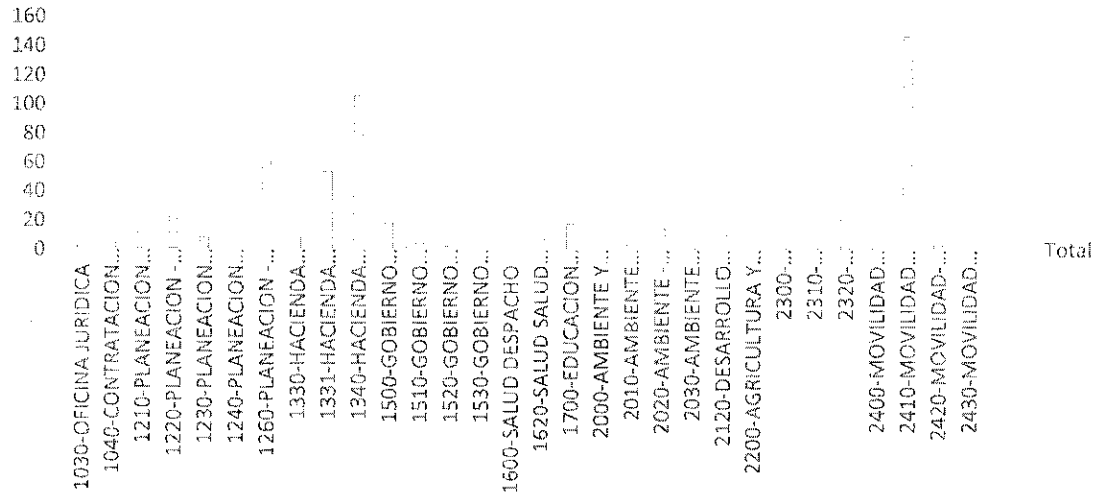 160
140
120
100
80
60
40
20
0
1030-OFICINA JURIDICA
1040-CONTRATACION...
1210-PLANEACION...
1220-PLANEACION -...
1230-PLANEACION...
1240-PLANEACION...
1260-PLANEACION -...
1330-HACIENDA...
1331-HACIENDA...
1340-HACIENDA...
1500-GOBIERNO...
1510-GOBIERNO...
1520-GOBIERNO...
1530-GOBIERNO...
1600-SALUD DESPACHO
1620-SALUD SALUD...
1700-EDUCACION...
2000-AMBIENTE Y...
2010-AMBIENTE...
2020-AMBIENTE -...
2030-AMBIENTE...
2120-DESARROLLO...
2200-AGRICULTURA Y...
2300-...
2310-...
2320-...
2400-MOVILIDAD...
2410-MOVILIDAD...
2420-MOVILIDAD-...
2430-MOVILIDAD...
Total